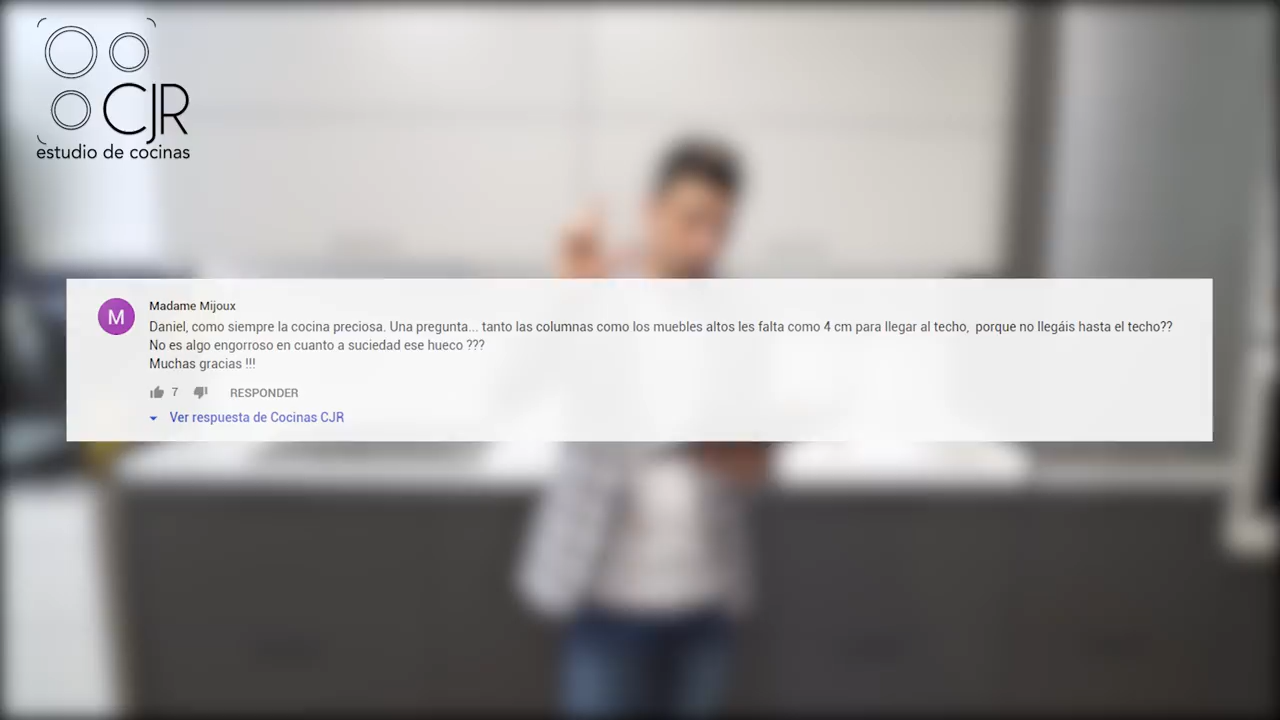 CJR
estudio de cocinas
M
Madame Mijoux
Daniel, como siempre la cocina preciosa. Una pregunta... tanto las columnas como los muebles altos les falta como 4 cm para llegar al techo, porque no llegáis hasta el techo??
No es algo engorroso en cuanto a suciedad ese hueco ???
Muchas gracias !!!
7 RESPONDER
Ver respuesta de Cocinas CJR